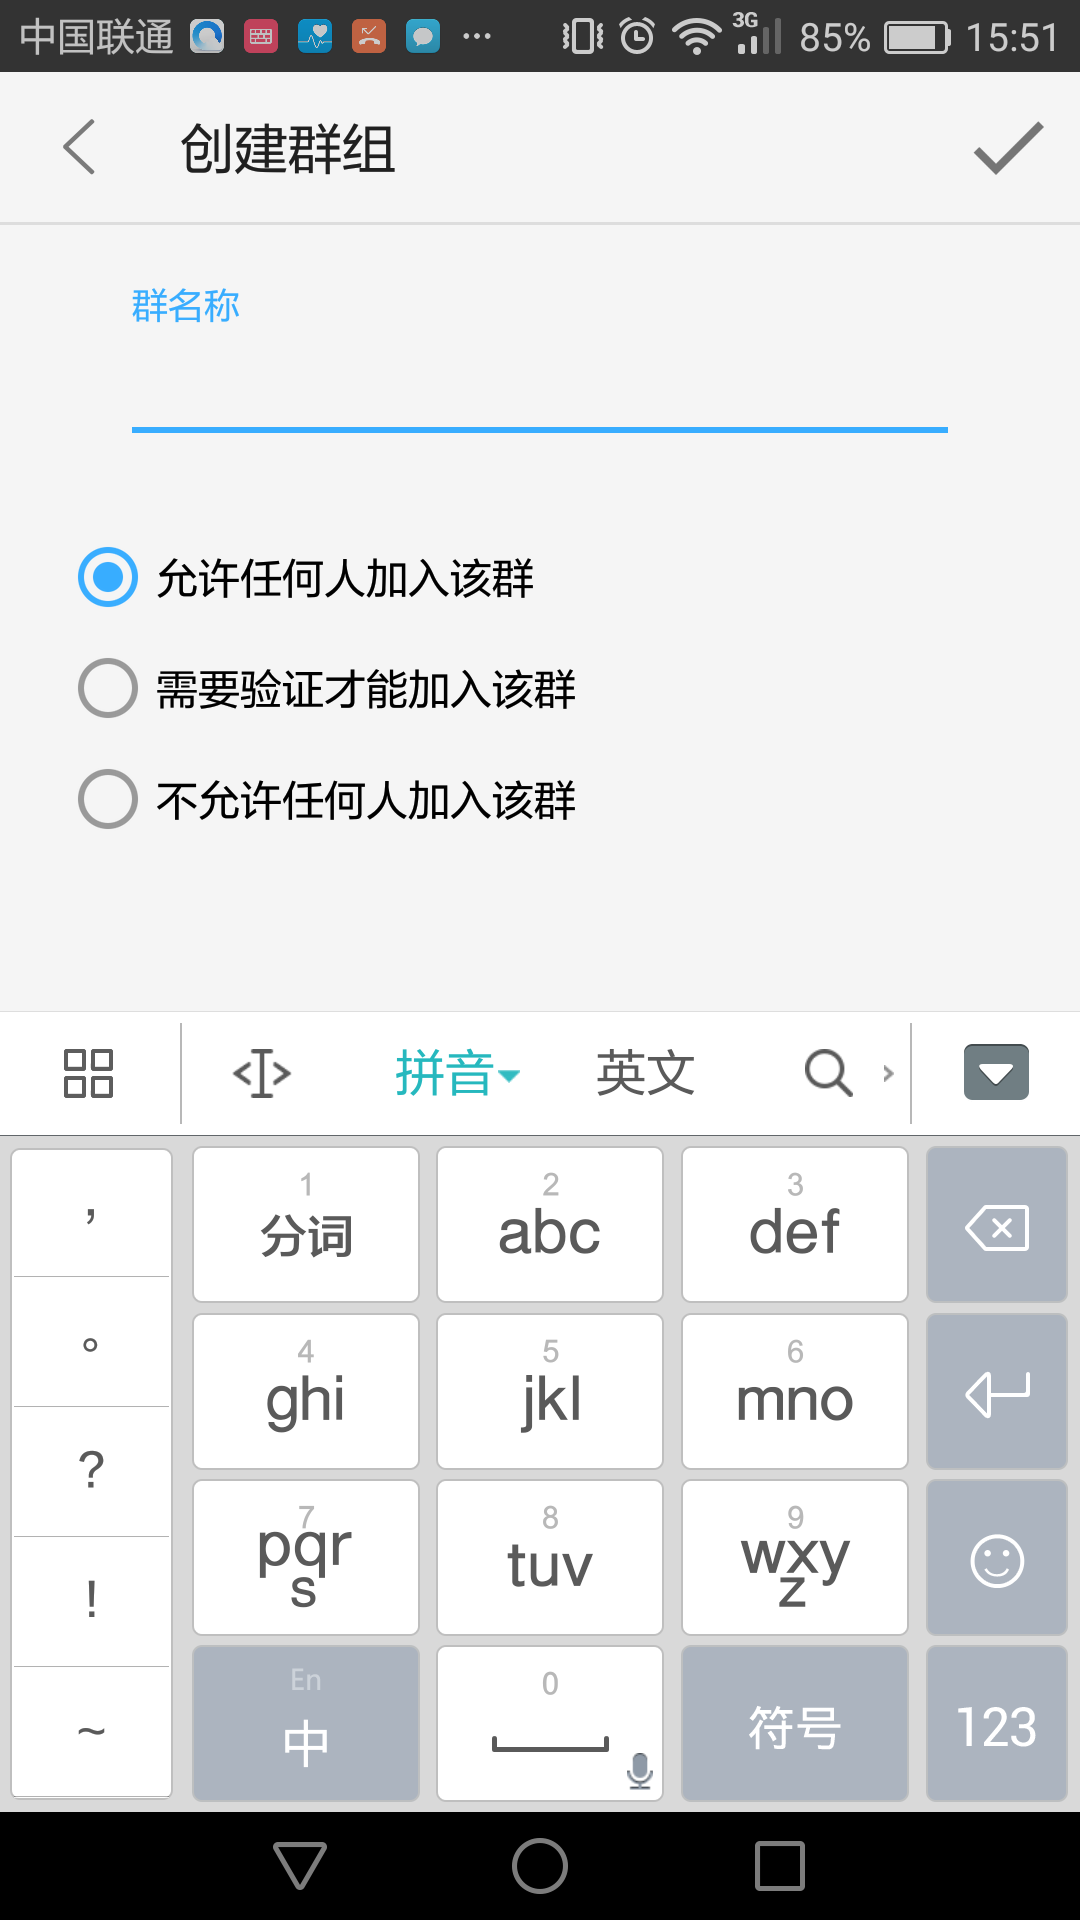 中国联通 ... 3G 85% 15:51
创建群组
群名称
允许任何人加入该群
需要验证才能加入该群
不允许任何人加入该群
拼音 英文
, 1 分词 2 abc 3 def
。 4 ghi 5 jkl 6 mno
? 7 pqrs 8 tuv 9 wxyz
!
~ En 中 0 符号 123